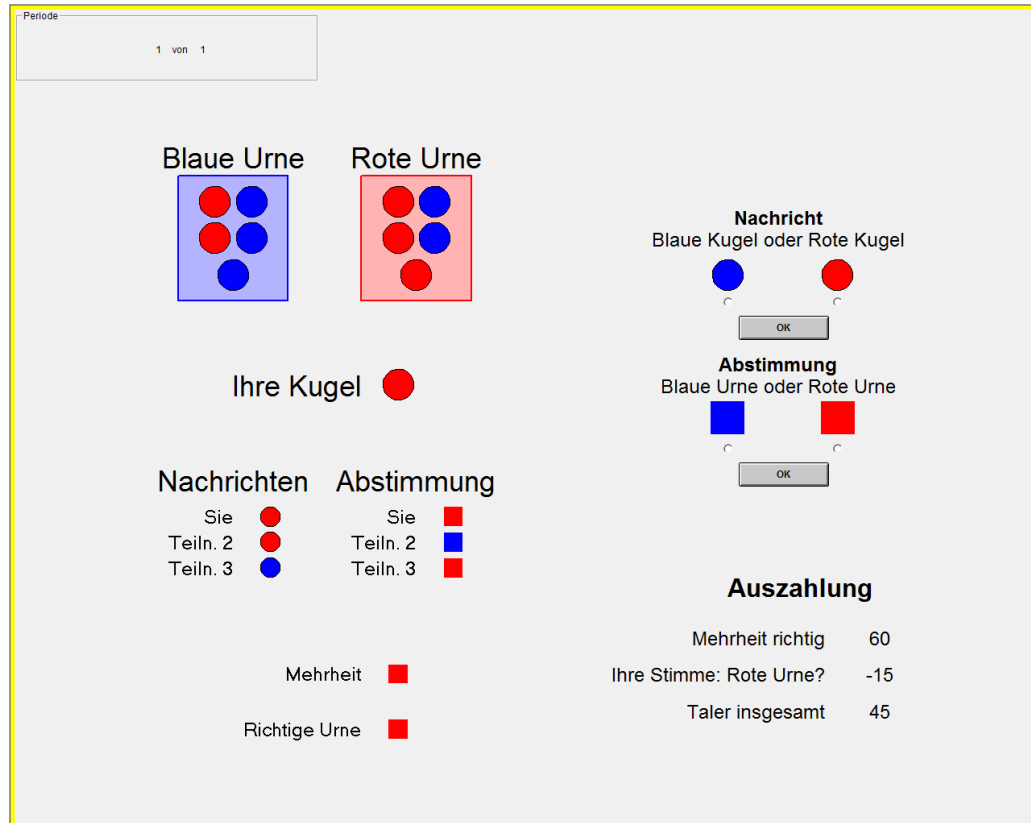 Periode
1 von 1
Blaue Urne Rote Urne
Nachricht
Blaue Kugel oder Rote Kugel
OK
Abstimmung
Blaue Urne oder Rote Urne
OK
Ihre Kugel
Nachrichten Abstimmung
Sie Sie
Teiln. 2 Teiln. 2
Teiln. 3 Teiln. 3
Mehrheit
Richtige Urne
Auszahlung
Mehrheit richtig 60
Ihre Stimme: Rote Urne? -15
Taler insgesamt 45